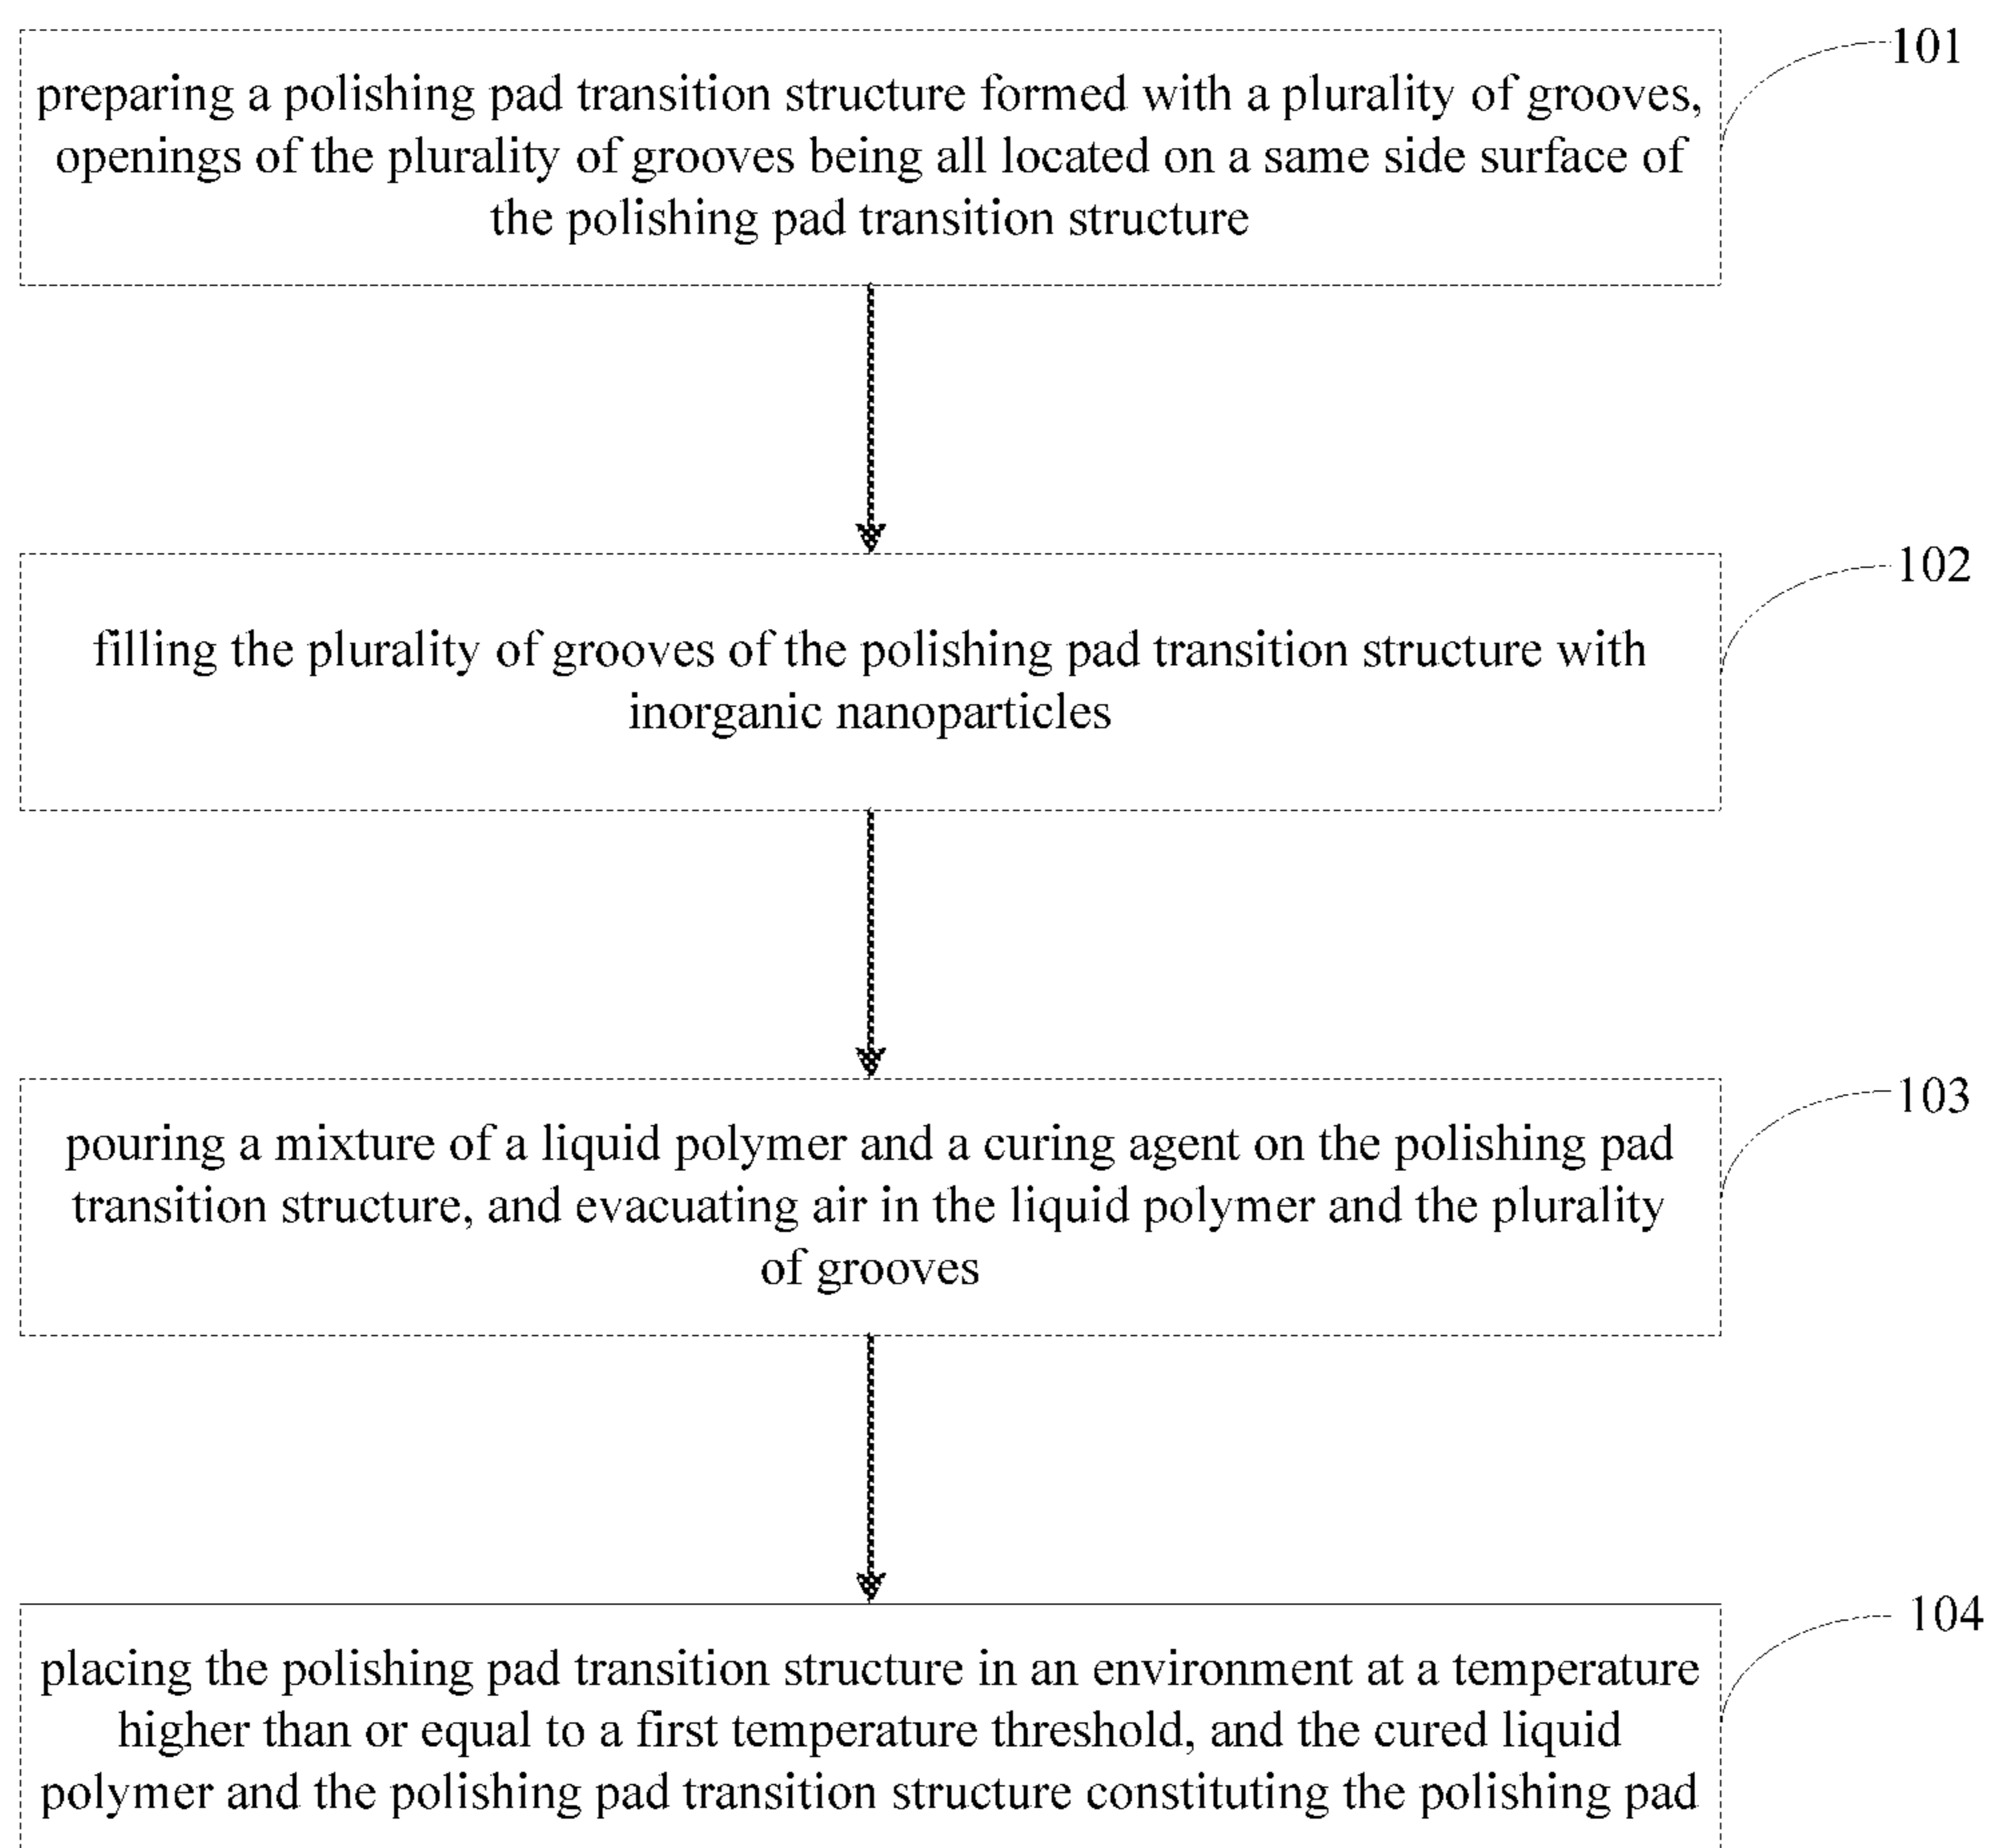 101
preparing a polishing pad transition structure formed with a plurality of grooves,
openings of the plurality of grooves being all located on a same side surface of
the polishing pad transition structure
102
filling the plurality of grooves of the polishing pad transition structure with
inorganic nanoparticles
103
pouring a mixture of a liquid polymer and a curing agent on the polishing pad
transition structure, and evacuating air in the liquid polymer and the plurality
of grooves
104
placing the polishing pad transition structure in an environment at a temperature
higher than or equal to a first temperature threshold, and the cured liquid
polymer and the polishing pad transition structure constituting the polishing pad